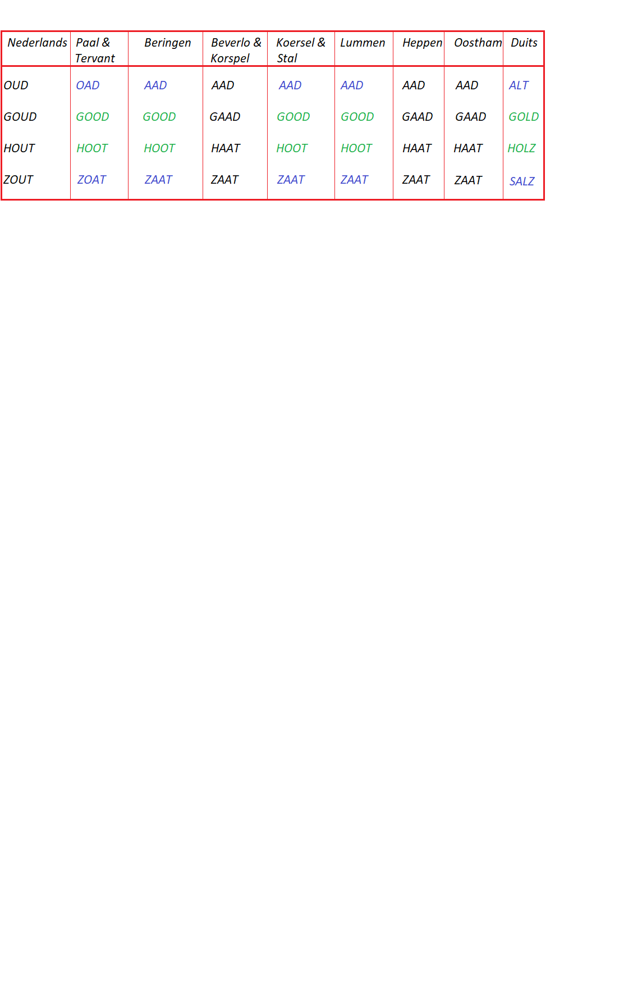 Nederlands Paal & Tervant Beringen Beverlo & Korspel Koersel & Stal Lummen Heppen Oostham Duits
OUD OAD AAD AAD AAD AAD AAD AAD ALT
GOUD GOOD GOOD GAAD GOOD GOOD GAAD GAAD GOLD
HOUT HOOT HOOT HAAT HOOT HOOT HAAT HAAT HOLZ
ZOUT ZOAT ZAAT ZAAT ZAAT ZAAT ZAAT ZAAT SALZ